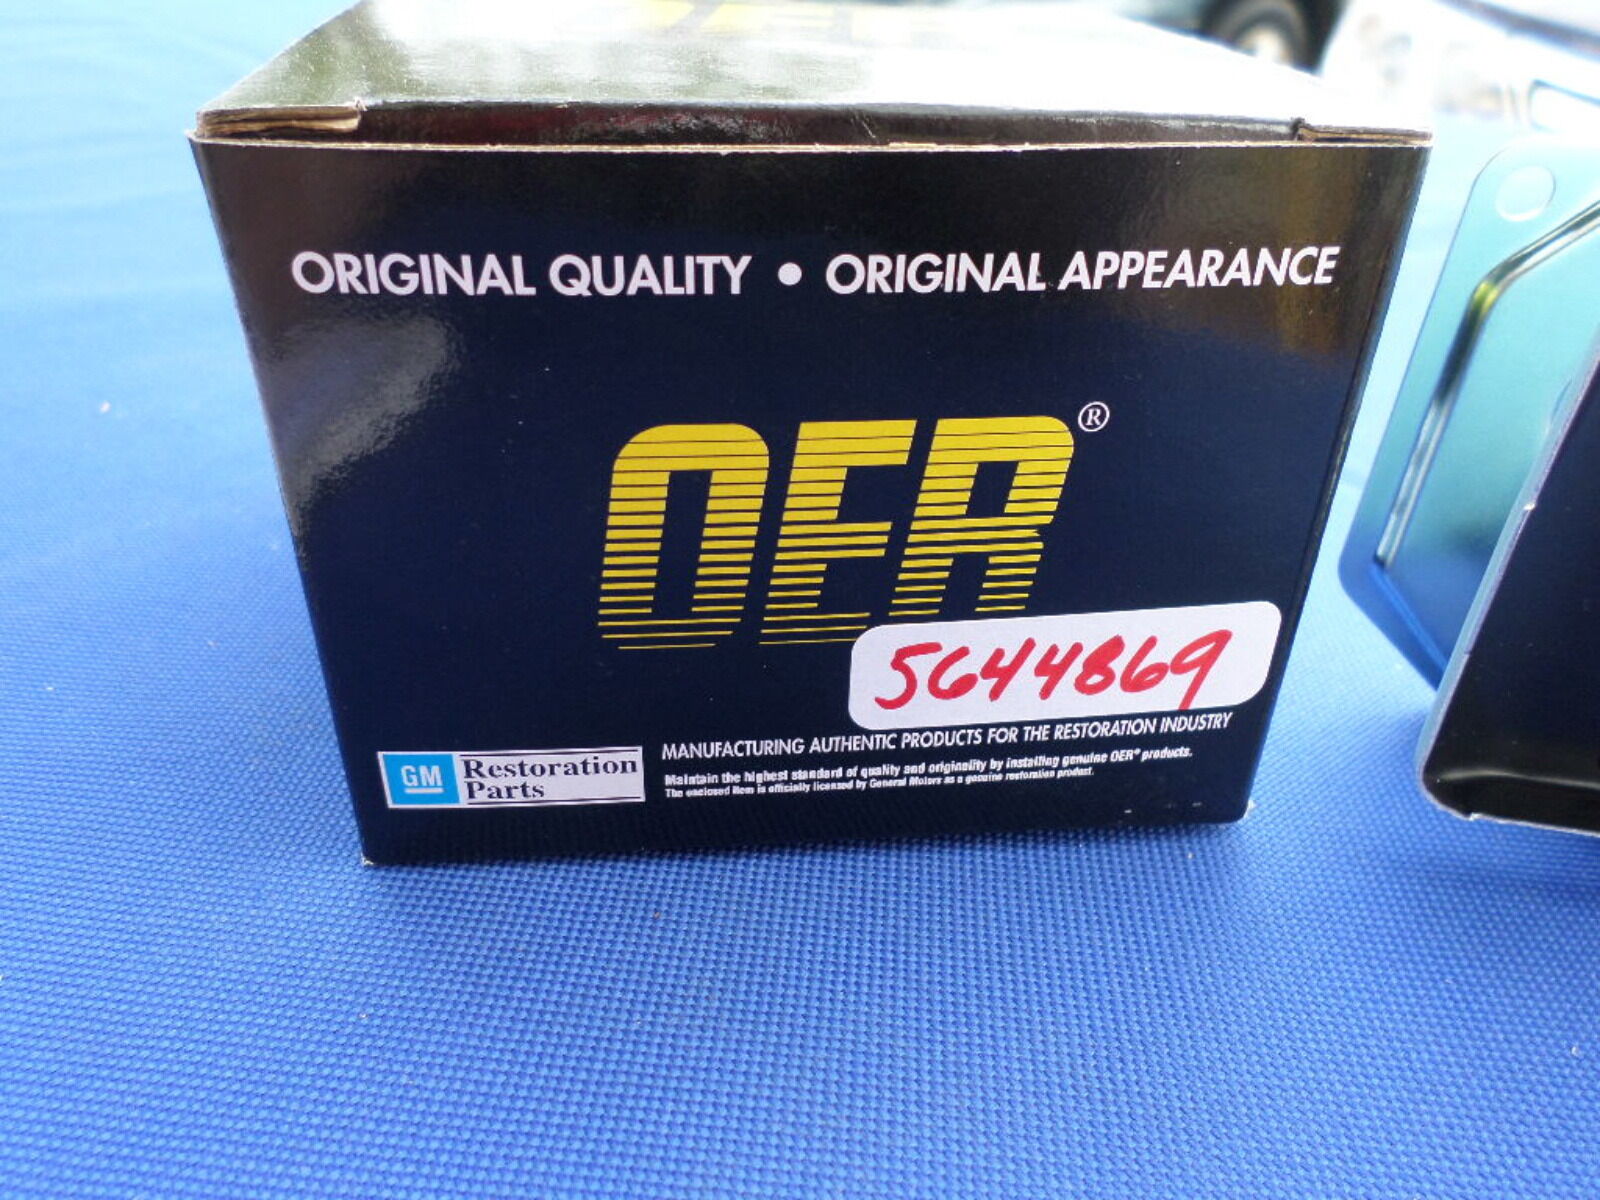 ORIGINAL QUALITY • ORIGINAL APPEARANCE
OER®
5644869
GM Restoration Parts
MANUFACTURING AUTHENTIC PRODUCTS FOR THE RESTORATION INDUSTRY
Maintain the highest standard of quality and originality by installing genuine OER® products.
The enclosed item is officially licensed by General Motors as a genuine restoration product.